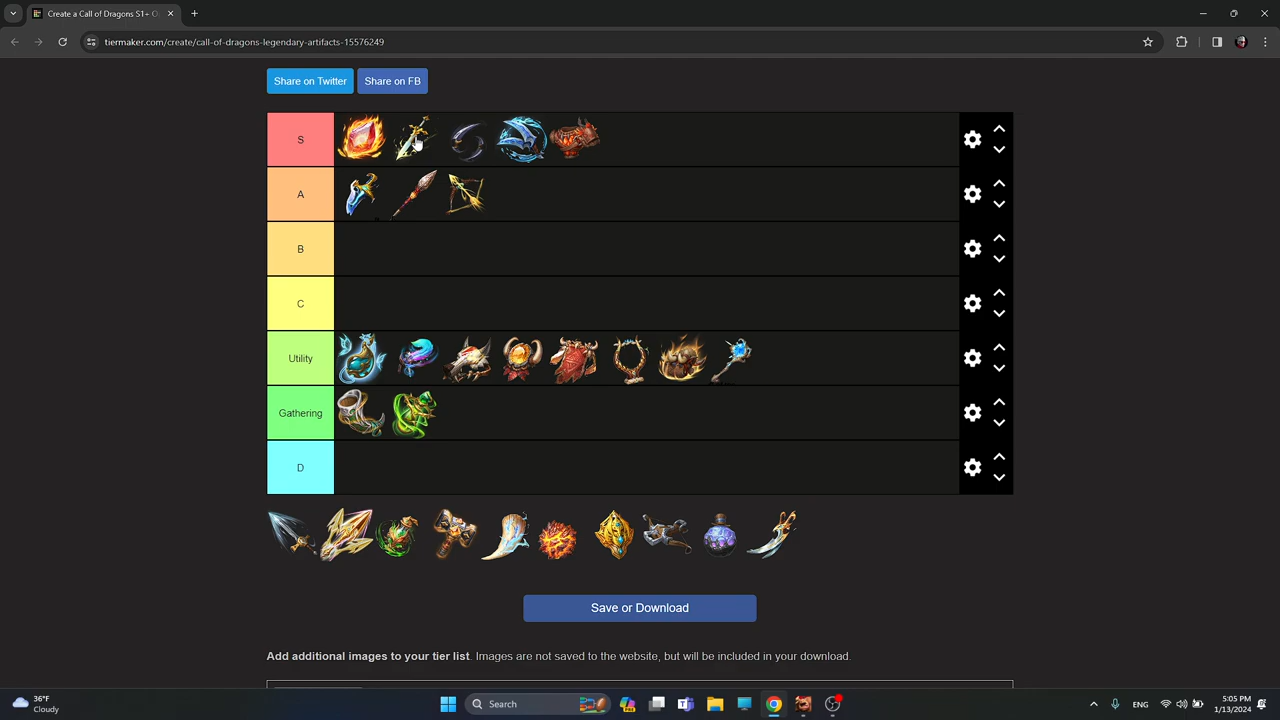 Create a Call of Dragons S1+ O
tiermaker.com/create/call-of-dragons-legendary-artifacts-15576249
Share on Twitter
Share on FB
S
A
B
C
Utility
Gathering
D
Save or Download
Add additional images to your tier list. Images are not saved to the website, but will be included in your download.
36°F
Cloudy
Search
ENG
5:05 PM
1/13/2024